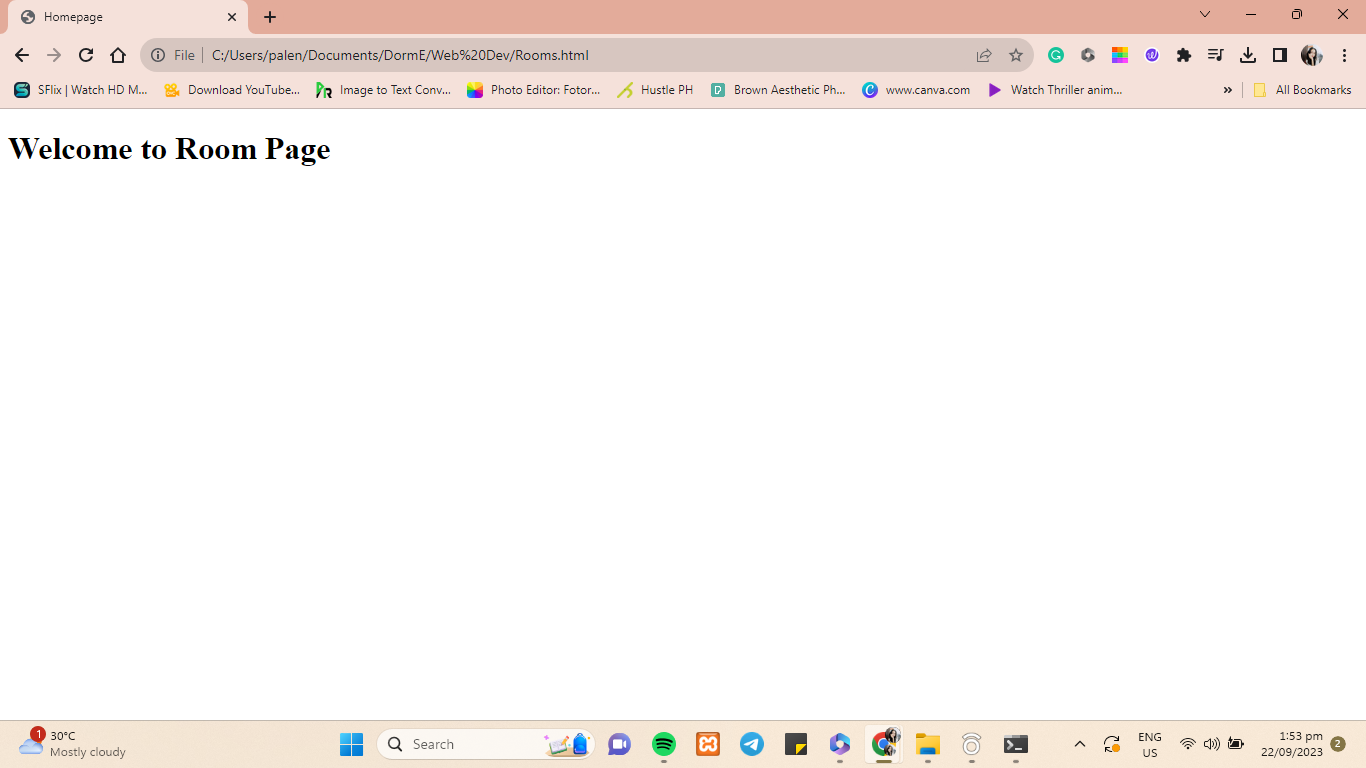 Homepage
File
C:/Users/palen/Documents/DormE/Web%20Dev/Rooms.html
SFlix | Watch HD M...
Download YouTube...
Image to Text Conv...
Photo Editor: Fotor...
Hustle PH
Brown Aesthetic Ph...
www.canva.com
Watch Thriller anim...
»
All Bookmarks
Welcome to Room Page
1
30°C
Mostly cloudy
Search
ENG
US
1:53 pm
22/09/2023
2